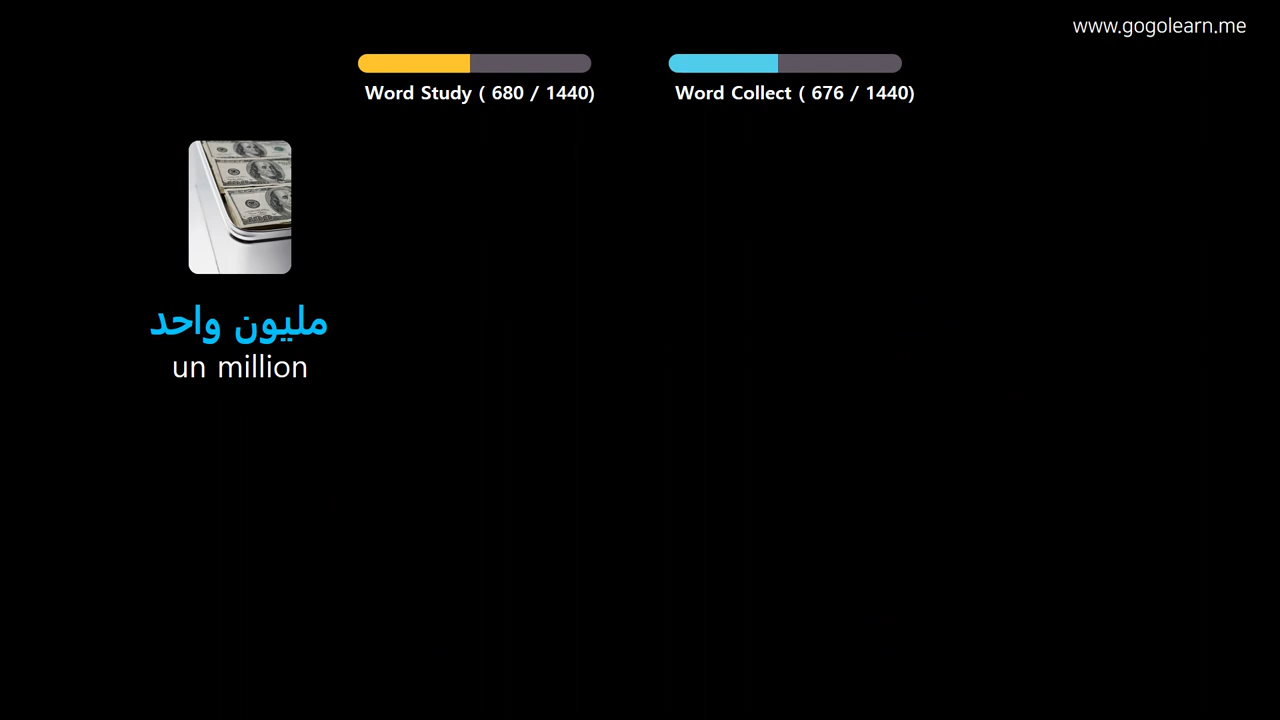 www.gogolearn.me
Word Study ( 680 / 1440)
Word Collect ( 676 / 1440)
مليون واحد
un million